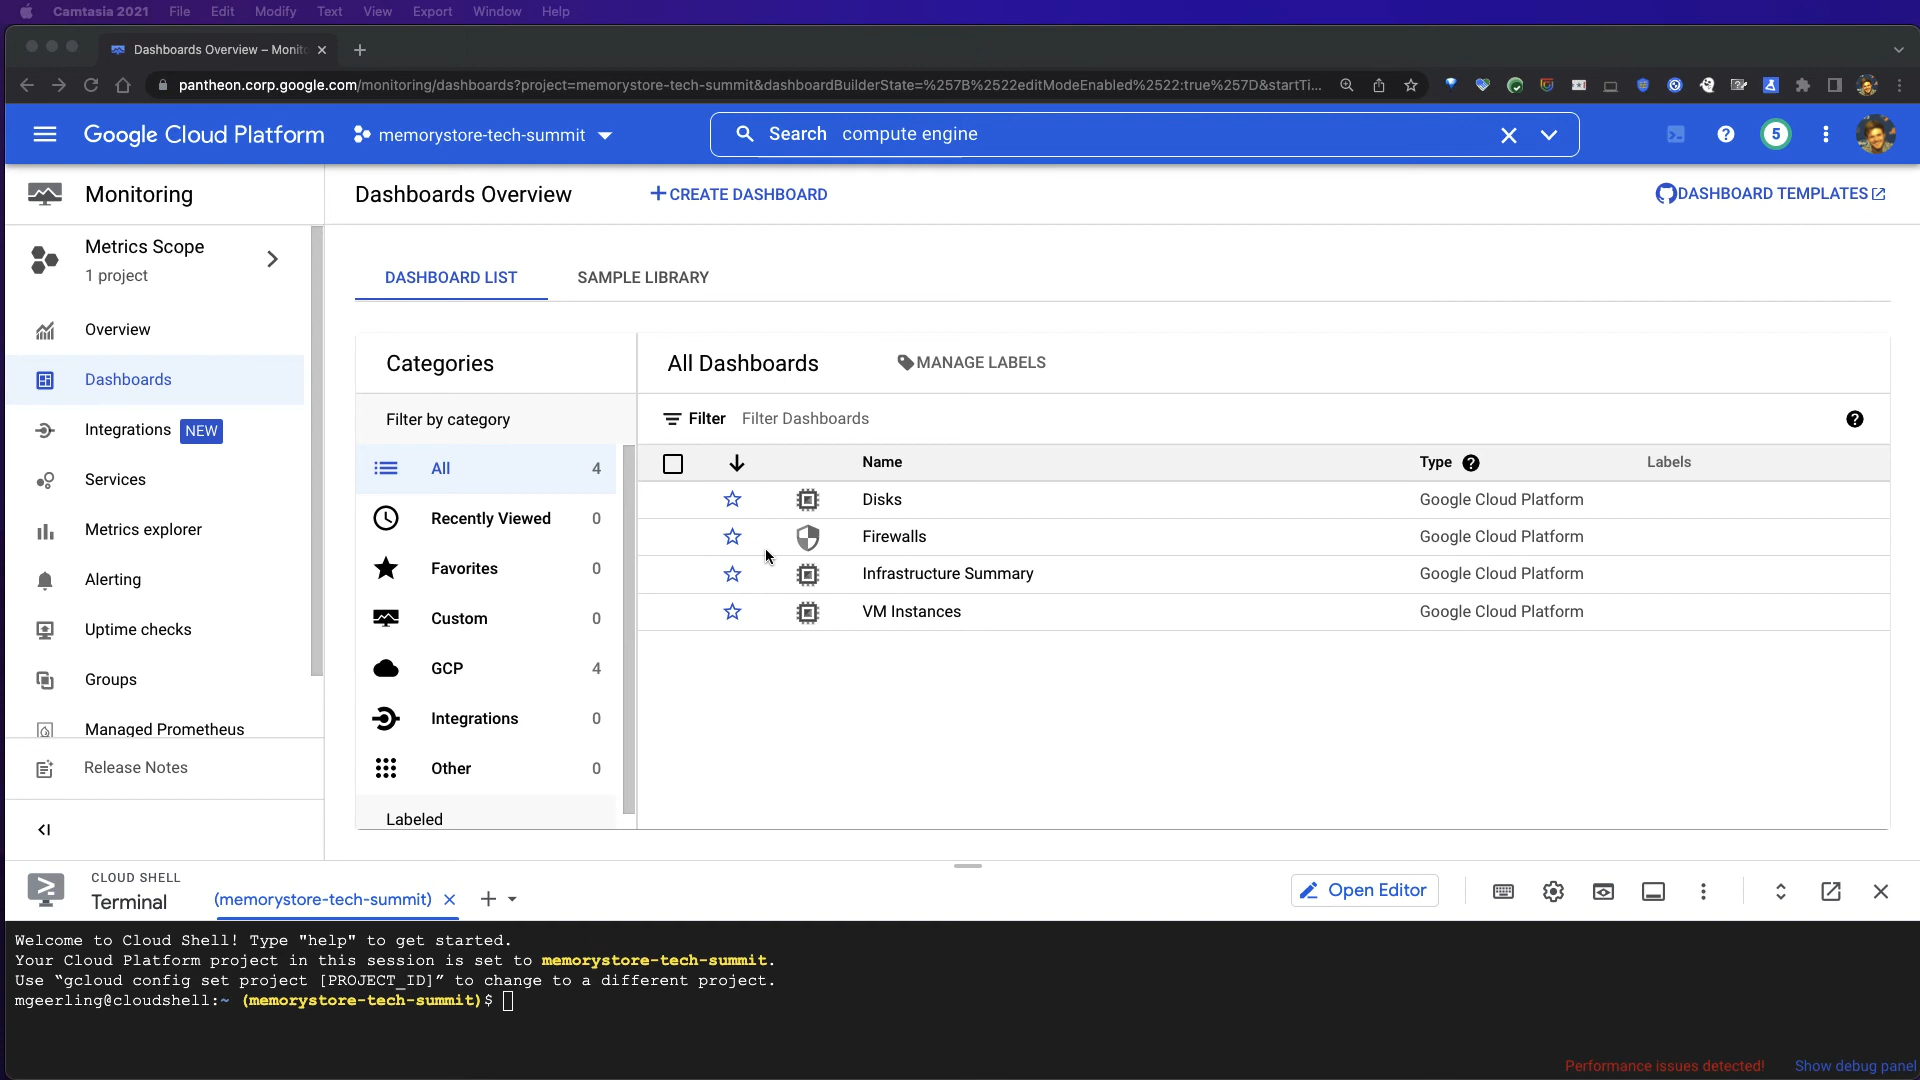 Camtasia 2021 File Edit Modify Text View Export Window Help
Dashboards Overview – Monit
pantheon.corp.google.com/monitoring/dashboards?project=memorystore-tech-summit&dashboardBuilderState=%257B%2522editModeEnabled%2522:true%257D&startTi...
Google Cloud Platform
memorystore-tech-summit
Search compute engine
5
Monitoring
Dashboards Overview
CREATE DASHBOARD
DASHBOARD TEMPLATES
Metrics Scope
1 project
Overview
Dashboards
Integrations NEW
Services
Metrics explorer
Alerting
Uptime checks
Groups
Managed Prometheus
Release Notes
DASHBOARD LIST
SAMPLE LIBRARY
Categories
Filter by category
All 4
Recently Viewed 0
Favorites 0
Custom 0
GCP 4
Integrations 0
Other 0
Labeled
All Dashboards
MANAGE LABELS
Filter Filter Dashboards
Name Type Labels
Disks Google Cloud Platform
Firewalls Google Cloud Platform
Infrastructure Summary Google Cloud Platform
VM Instances Google Cloud Platform
CLOUD SHELL
Terminal
(memorystore-tech-summit)
Open Editor
Welcome to Cloud Shell! Type "help" to get started.
Your Cloud Platform project in this session is set to memorystore-tech-summit.
Use “gcloud config set project [PROJECT_ID]” to change to a different project.
mgeerling@cloudshell:~ (memorystore-tech-summit)$
Performance issues detected! Show debug panel